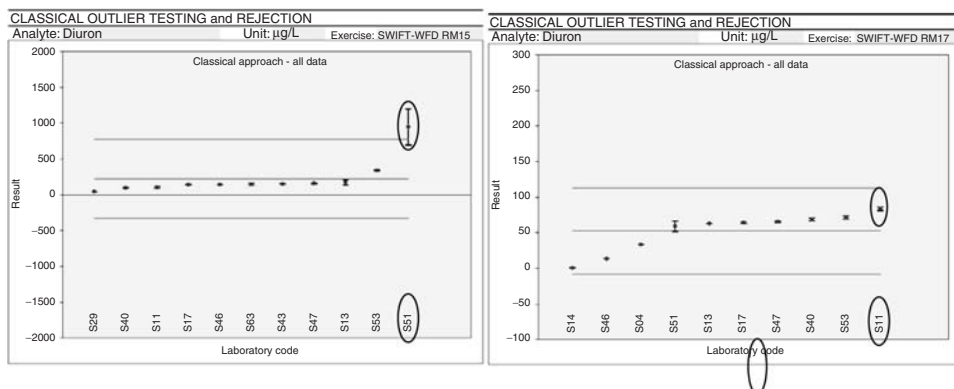 CLASSICAL OUTLIER TESTING and REJECTION
Analyte: Diuron Unit: µg/L Exercise: SWIFT-WFD RM15
Classical approach - all data
2000
1500
1000
500
0
−500
−1000
−1500
−2000
Result
S29 S40 S11 S17 S46 S63 S43 S47 S13 S53 S51
Laboratory code
CLASSICAL OUTLIER TESTING and REJECTION
Analyte: Diuron Unit: µg/L Exercise: SWIFT-WFD RM17
Classical approach - all data
300
250
200
150
100
50
0
−50
−100
Result
S14 S46 S04 S51 S13 S17 S47 S40 S53 S11
Laboratory code